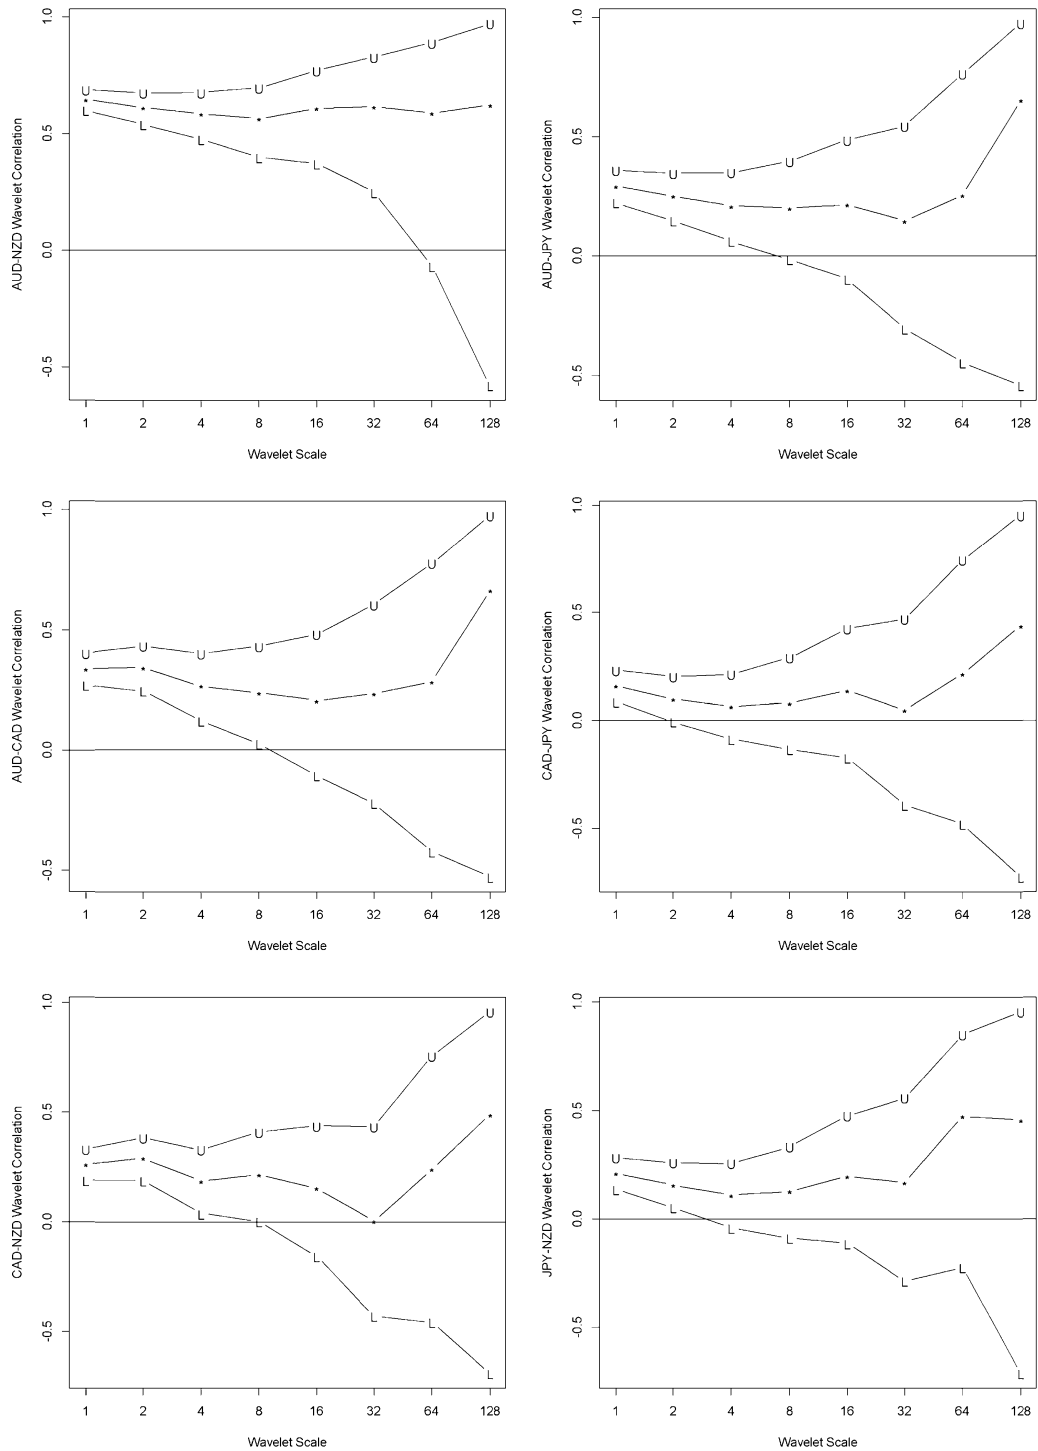 AUD-NZD Wavelet Correlation
1.0
0.5
0.0
-0.5
U U U U U U U U
* * * * * * * *
L L L L L L L L
1 2 4 8 16 32 64 128
Wavelet Scale
AUD-JPY Wavelet Correlation
1.0
0.5
0.0
-0.5
U U U U U U U U
* * * * * * * *
L L L L L L L L
1 2 4 8 16 32 64 128
Wavelet Scale
AUD-CAD Wavelet Correlation
1.0
0.5
0.0
-0.5
U U U U U U U U
* * * * * * * *
L L L L L L L L
1 2 4 8 16 32 64 128
Wavelet Scale
CAD-JPY Wavelet Correlation
1.0
0.5
0.0
-0.5
U U U U U U U U
* * * * * * * *
L L L L L L L L
1 2 4 8 16 32 64 128
Wavelet Scale
CAD-NZD Wavelet Correlation
1.0
0.5
0.0
-0.5
U U U U U U U U
* * * * * * * *
L L L L L L L L
1 2 4 8 16 32 64 128
Wavelet Scale
JPY-NZD Wavelet Correlation
1.0
0.5
0.0
-0.5
U U U U U U U U
* * * * * * * *
L L L L L L L L
1 2 4 8 16 32 64 128
Wavelet Scale